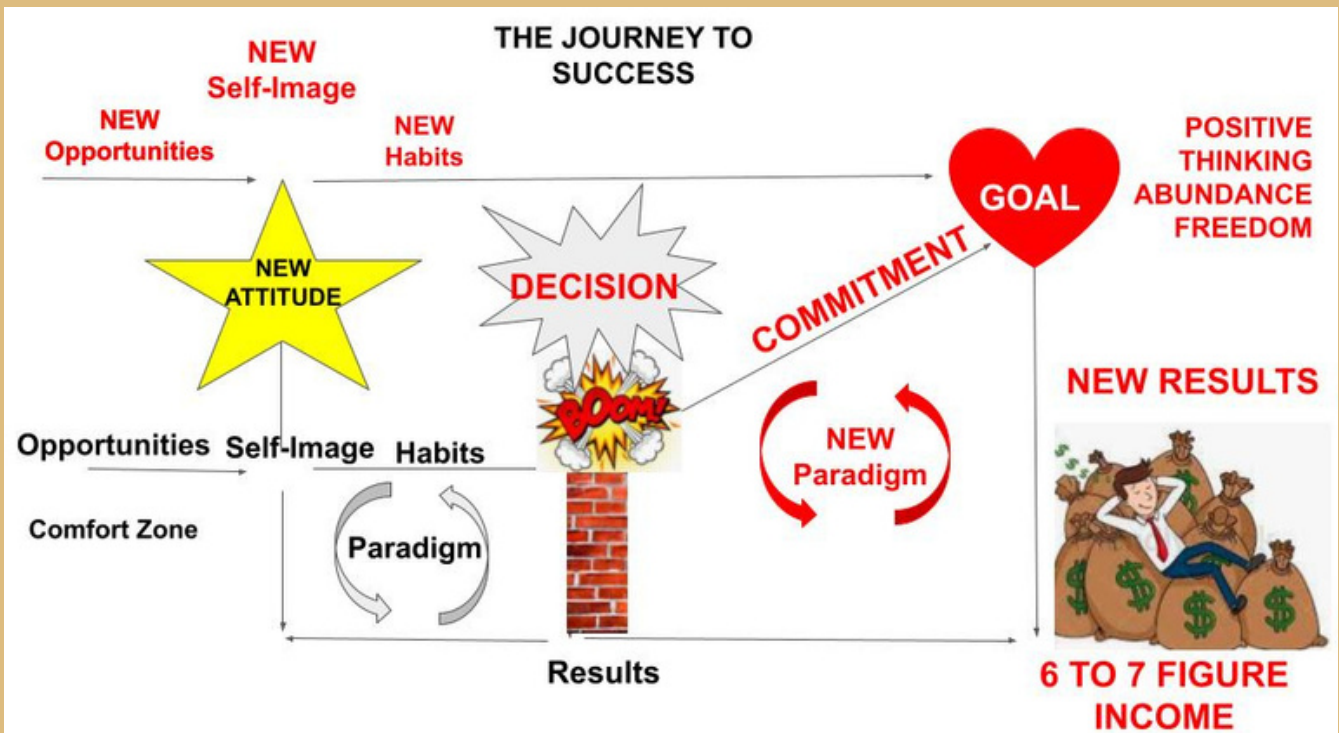 THE JOURNEY TO
SUCCESS
NEW
Self-Image
NEW
Opportunities
NEW
Habits
GOAL
POSITIVE
THINKING
ABUNDANCE
FREEDOM
NEW
ATTITUDE
DECISION
COMMITMENT
BOOM!
NEW RESULTS
Opportunities
Self-Image
Habits
NEW
Paradigm
$ $ $ $
Comfort Zone
Paradigm
$
$
$
$
Results
6 TO 7 FIGURE
INCOME